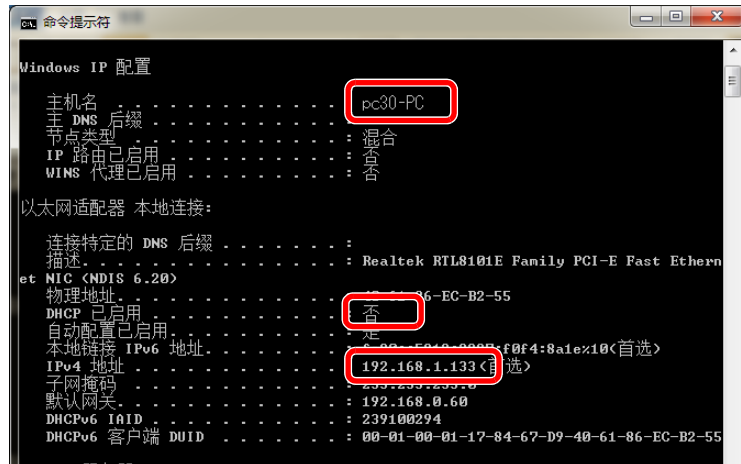 命令提示符
Windows IP 配置
主机名 . . . . . . . . . . . . . : pc30-PC
主 DNS 后缀 . . . . . . . . . . . :
节点类型 . . . . . . . . . . . . : 混合
IP 路由已启用 . . . . . . . . . . : 否
WINS 代理已启用 . . . . . . . . . : 否
以太网适配器 本地连接:
连接特定的 DNS 后缀 . . . . . . . :
描述. . . . . . . . . . . . . . . : Realtek RTL8101E Family PCI-E Fast Ethern
et NIC (NDIS 6.20)
物理地址. . . . . . . . . . . . . -EC-B2-55
DHCP 已启用 . . . . . . . . . . . : 否
自动配置已启用. . . . . . . . . . : 是
本地链接 IPv6 地址. . . . . . . . :f0f4:8a1e%10(首选)
IPv4 地址 . . . . . . . . . . . . : 192.168.1.133(首选)
子网掩码 . . . . . . . . . . . . : 255.255.255.0
默认网关. . . . . . . . . . . . . : 192.168.0.60
DHCPv6 IAID . . . . . . . . . . . : 239100294
DHCPv6 客户端 DUID . . . . . . . : 00-01-00-01-17-84-67-D9-40-61-86-EC-B2-55